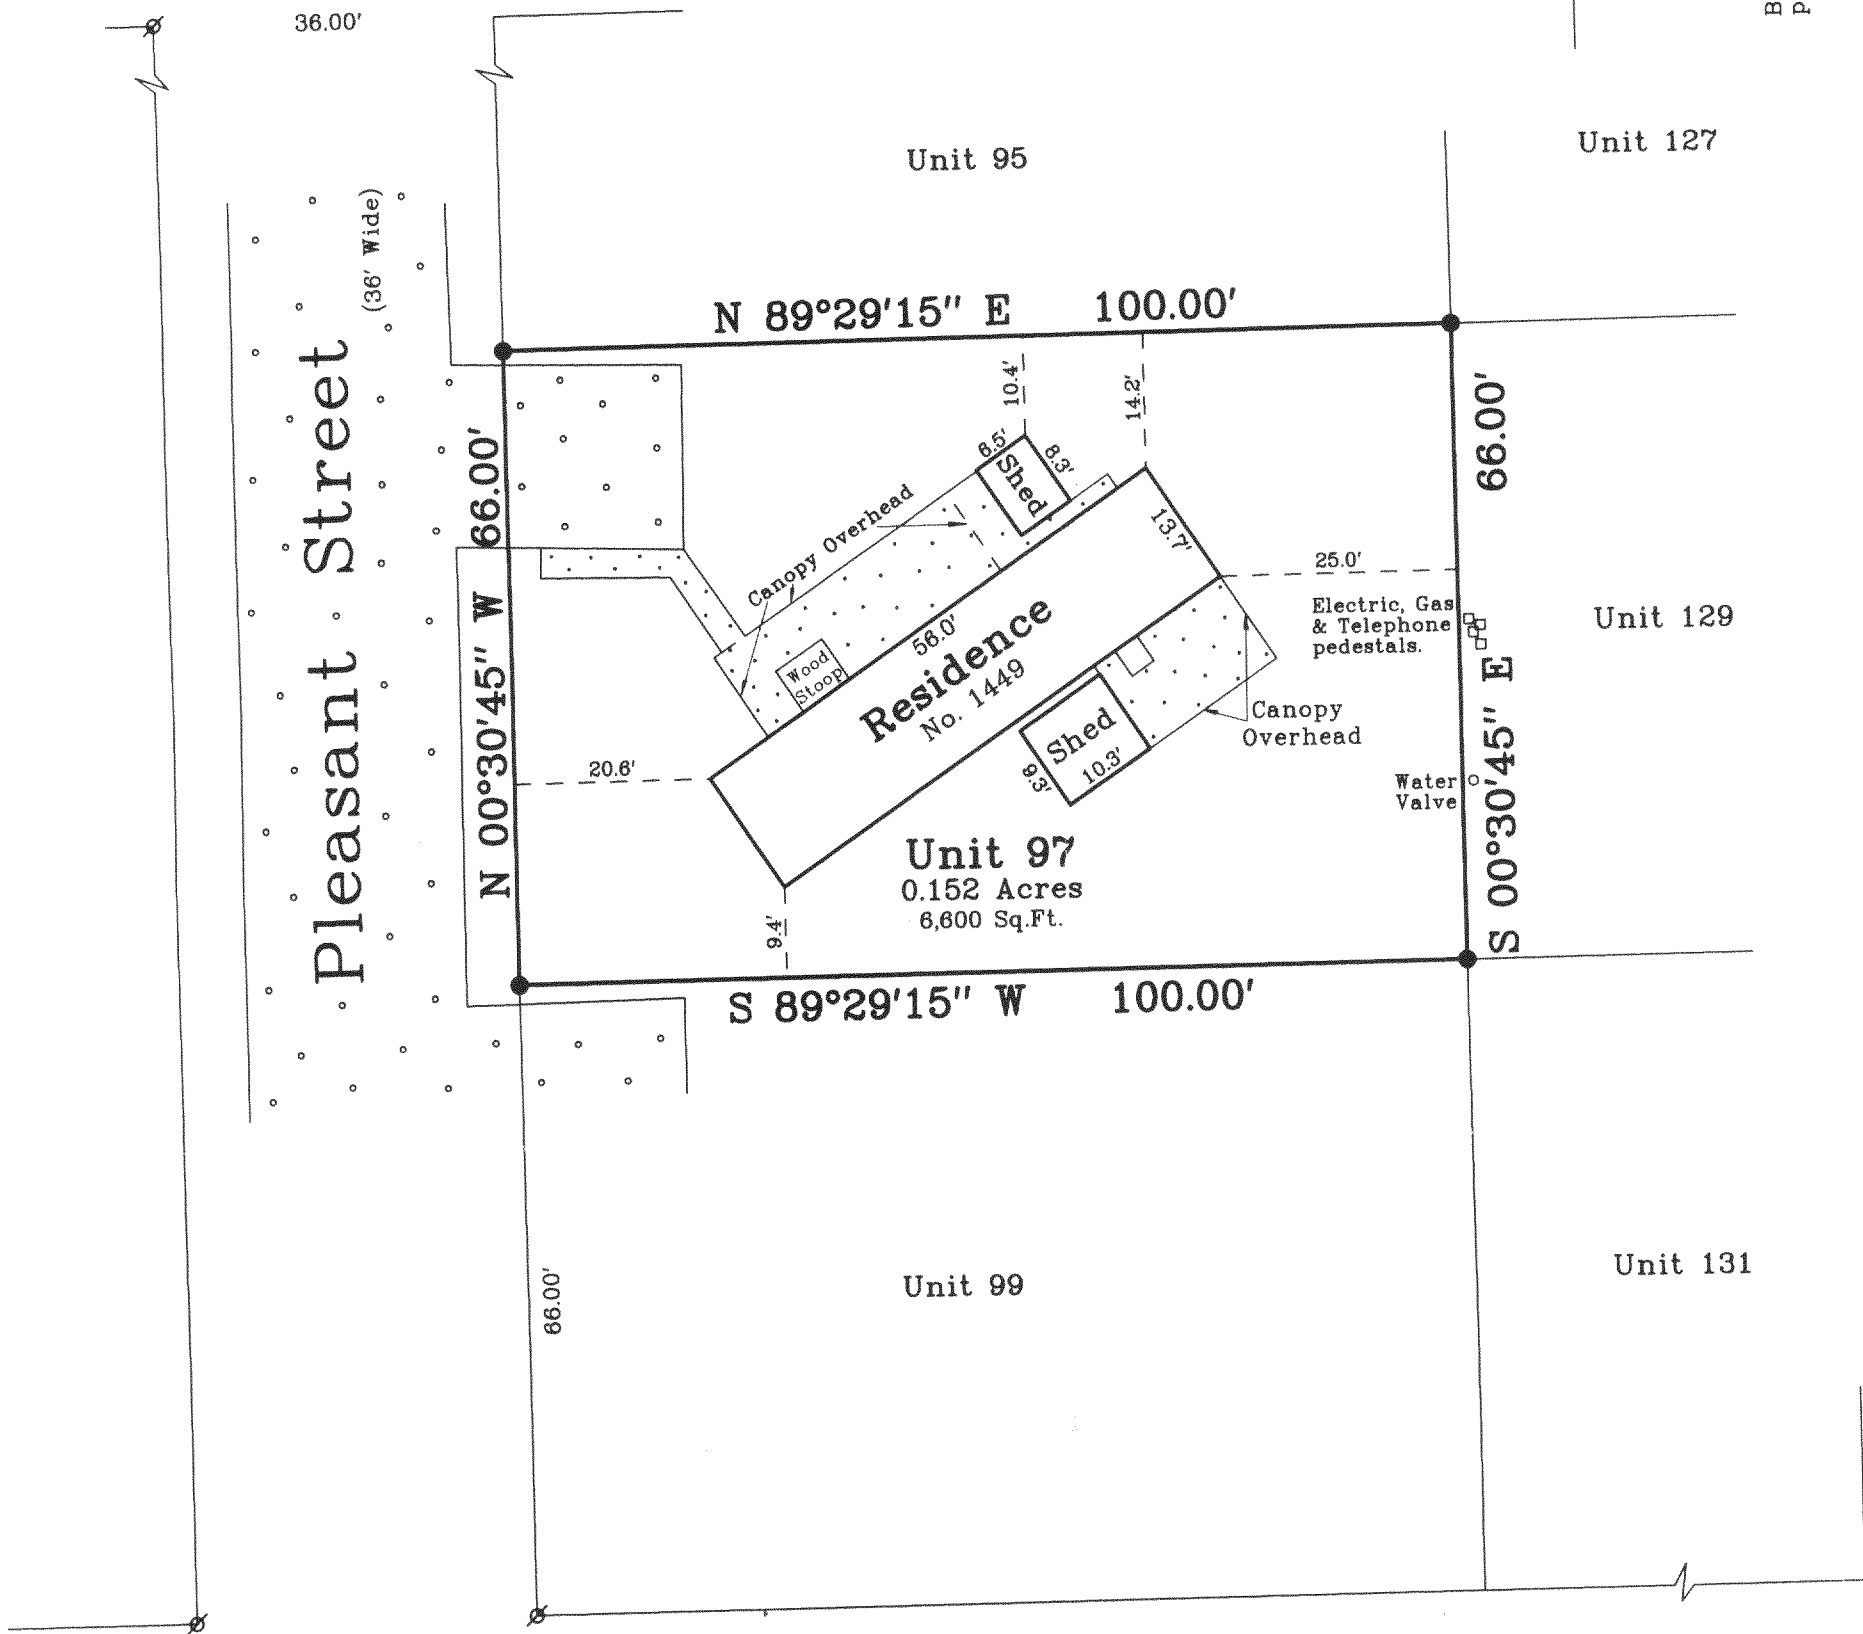 36.00'
B
p
Unit 95
Unit 127
(36' Wide)
Pleasant Street
N 89°29'15" E 100.00'
10.4'
14.2'
66.00'
N 00°30'45" W 66.00'
6.5'
8.3'
Shed
Canopy Overhead
13.7'
25.0'
Electric, Gas
& Telephone
pedestals.
Unit 129
56.0'
Residence
No. 1449
Wood
Stoop
Shed
10.3'
9.3'
Canopy
Overhead
20.6'
Water
Valve
S 00°30'45" E
Unit 97
0.152 Acres
6,600 Sq.Ft.
9.4'
S 89°29'15" W 100.00'
66.00'
Unit 99
Unit 131